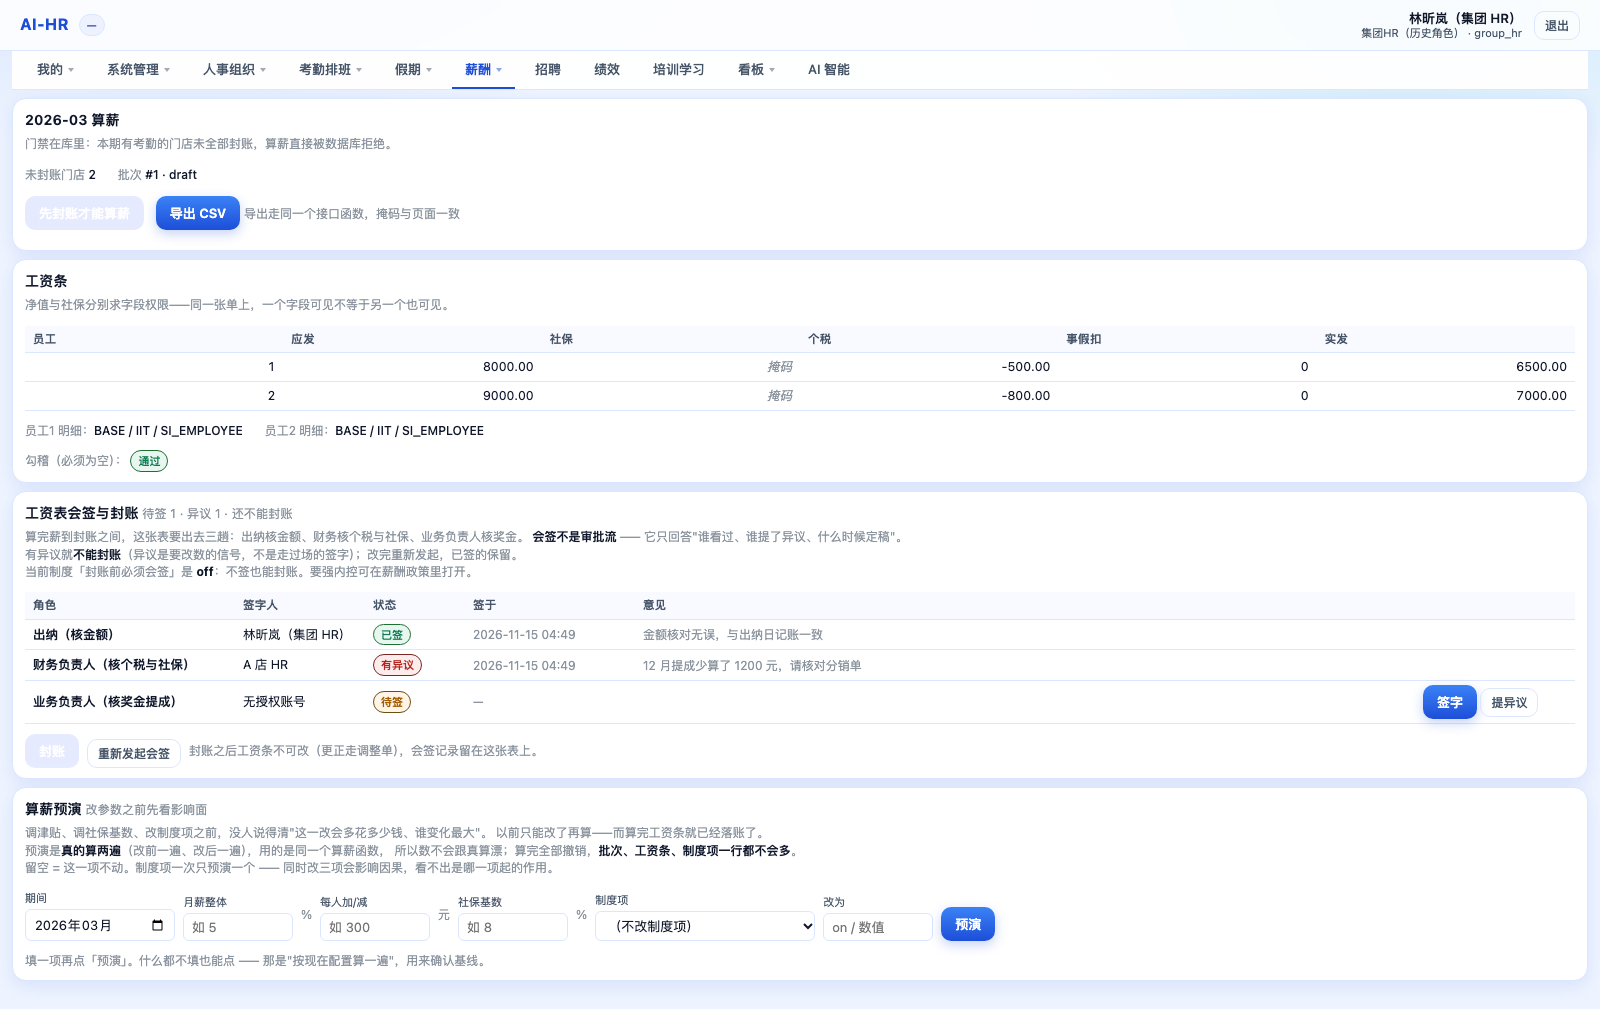 AI-HR
—
林昕岚（集团 HR）
集团HR（历史角色） · group_hr
退出
我的 系统管理 人事组织 考勤排班 假期 薪酬 招聘 绩效 培训学习 看板 AI 智能
2026-03 算薪
门禁在库里：本期有考勤的门店未全部封账，算薪直接被数据库拒绝。
未封账门店 2 批次 #1 · draft
先封账才能算薪 导出 CSV 导出走同一个接口函数，掩码与页面一致
工资条
净值与社保分别求字段权限——同一张单上，一个字段可见不等于另一个也可见。
员工 应发 社保 个税 事假扣 实发
1 8000.00 掩码 -500.00 0 6500.00
2 9000.00 掩码 -800.00 0 7000.00
员工1 明细：BASE / IIT / SI_EMPLOYEE 员工2 明细：BASE / IIT / SI_EMPLOYEE
勾稽（必须为空）： 通过
工资表会签与封账 待签 1 · 异议 1 · 还不能封账
算完薪到封账之间，这张表要出去三趟：出纳核金额、财务核个税与社保、业务负责人核奖金。 会签不是审批流 —— 它只回答"谁看过、谁提了异议、什么时候定稿"。
有异议就不能封账（异议是要改数的信号，不是走过场的签字）；改完重新发起，已签的保留。
当前制度「封账前必须会签」是 off：不签也能封账。要强内控可在薪酬政策里打开。
角色 签字人 状态 签于 意见
出纳（核金额） 林昕岚（集团 HR） 已签 2026-11-15 04:49 金额核对无误，与出纳日记账一致
财务负责人（核个税与社保） A 店 HR 有异议 2026-11-15 04:49 12 月提成少算了 1200 元，请核对分销单
业务负责人（核奖金提成） 无授权账号 待签 — 签字 提异议
封账 重新发起会签 封账之后工资条不可改（更正走调整单），会签记录留在这张表上。
算薪预演 改参数之前先看影响面
调津贴、调社保基数、改制度项之前，没人说得清"这一改会多花多少钱、谁变化最大"。 以前只能改了再算——而算完工资条就已经落账了。
预演是真的算两遍（改前一遍、改后一遍），用的是同一个算薪函数， 所以数不会跟真算漂；算完全部撤销，批次、工资条、制度项一行都不会多。
留空 = 这一项不动。制度项一次只预演一个 —— 同时改三项会影响因果，看不出是哪一项起的作用。
期间 月薪整体 每人加/减 社保基数 制度项 改为
2026年03月 如 5 % 如 300 元 如 8 % (不改制度项) on / 数值 预演
填一项再点「预演」。什么都不填也能点 —— 那是"按现在配置算一遍"，用来确认基线。